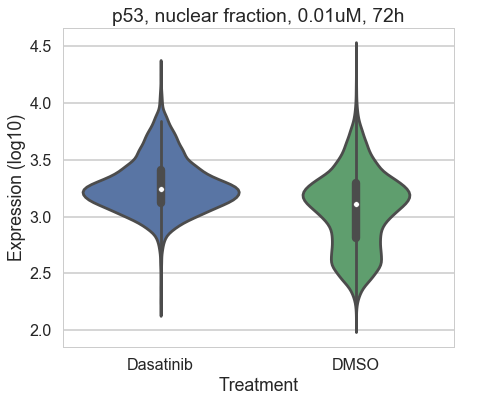 p53, nuclear fraction, 0.01uM, 72h
Expression (log10)
4.5
4.0
3.5
3.0
2.5
2.0
Dasatinib DMSO
Treatment